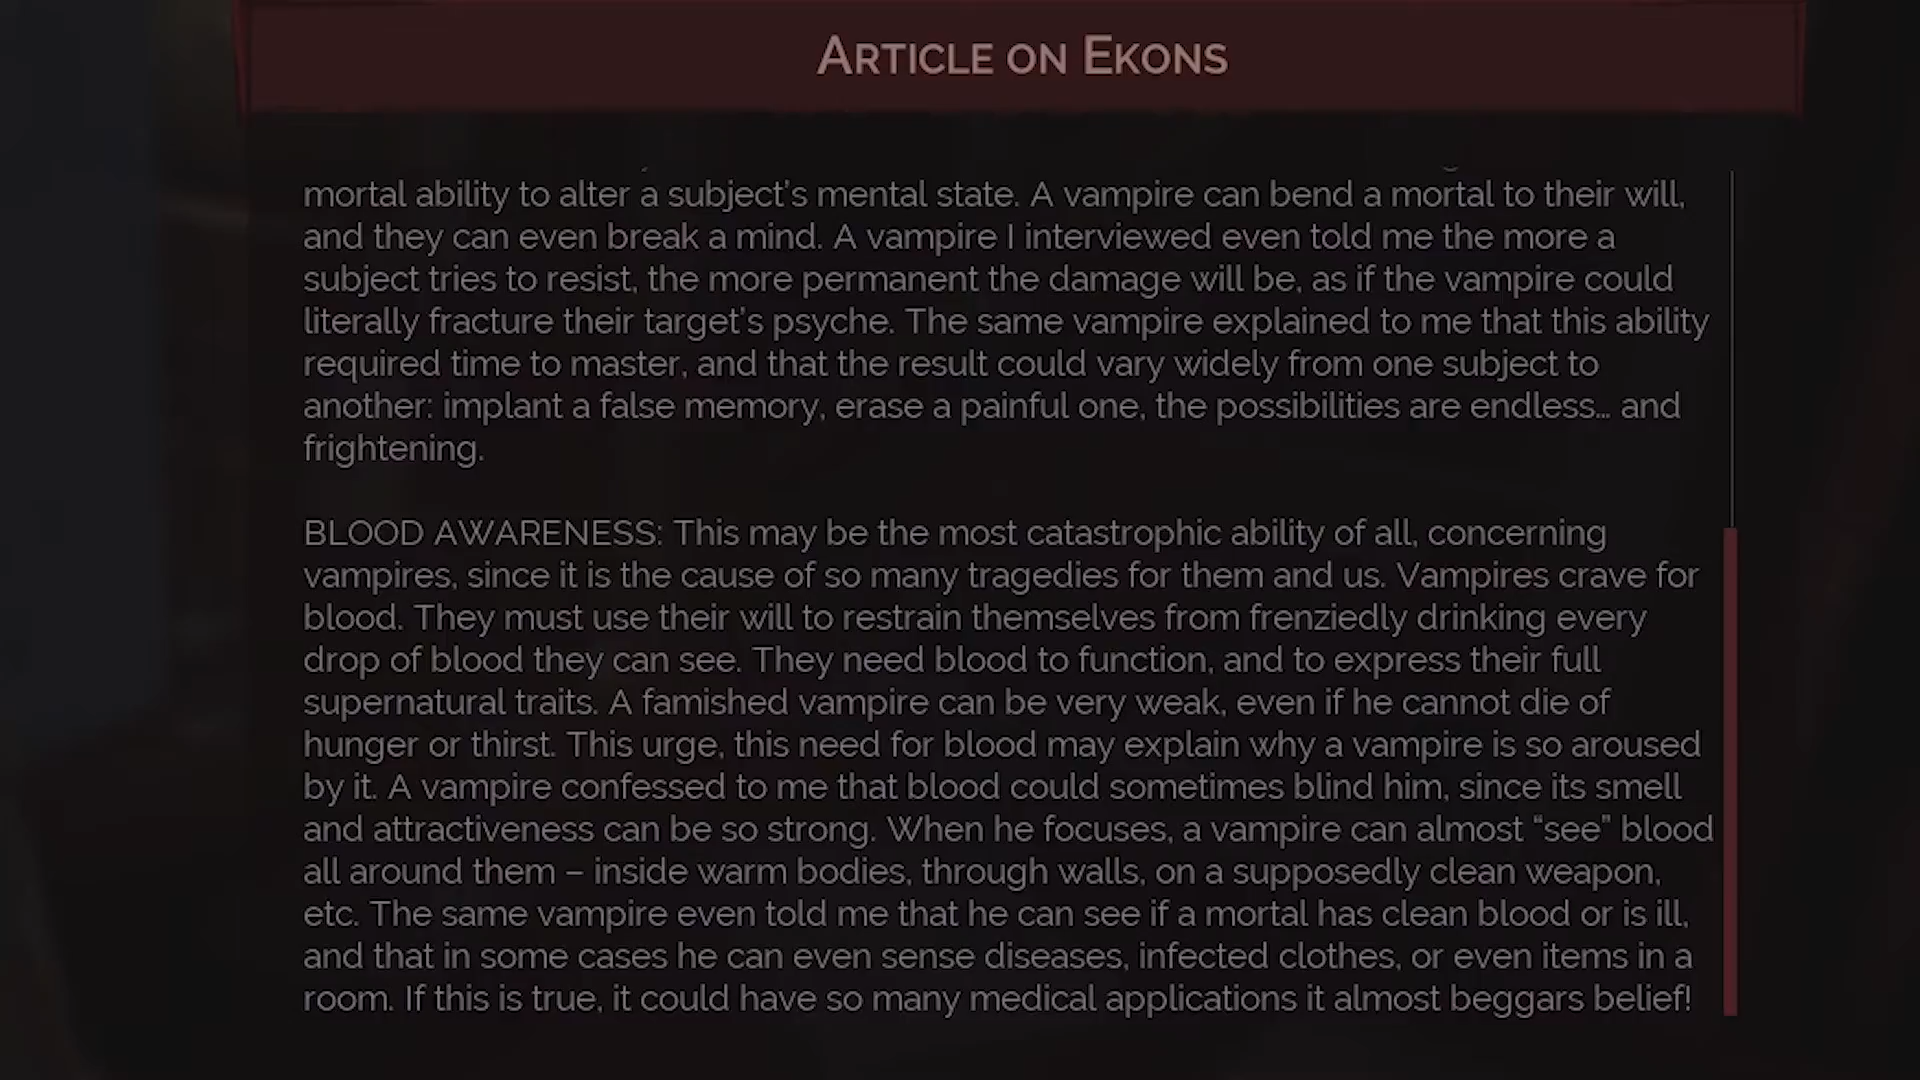 Article on Ekons
mortal ability to alter a subject's mental state. A vampire can bend a mortal to their will,
and they can even break a mind. A vampire I interviewed even told me the more a
subject tries to resist, the more permanent the damage will be, as if the vampire could
literally fracture their target's psyche. The same vampire explained to me that this ability
required time to master, and that the result could vary widely from one subject to
another: implant a false memory, erase a painful one, the possibilities are endless… and
frightening.
BLOOD AWARENESS: This may be the most catastrophic ability of all, concerning
vampires, since it is the cause of so many tragedies for them and us. Vampires crave for
blood. They must use their will to restrain themselves from frenziedly drinking every
drop of blood they can see. They need blood to function, and to express their full
supernatural traits. A famished vampire can be very weak, even if he cannot die of
hunger or thirst. This urge, this need for blood may explain why a vampire is so aroused
by it. A vampire confessed to me that blood could sometimes blind him, since its smell
and attractiveness can be so strong. When he focuses, a vampire can almost “see” blood
all around them – inside warm bodies, through walls, on a supposedly clean weapon,
etc. The same vampire even told me that he can see if a mortal has clean blood or is ill,
and that in some cases he can even sense diseases, infected clothes, or even items in a
room. If this is true, it could have so many medical applications it almost beggars belief!